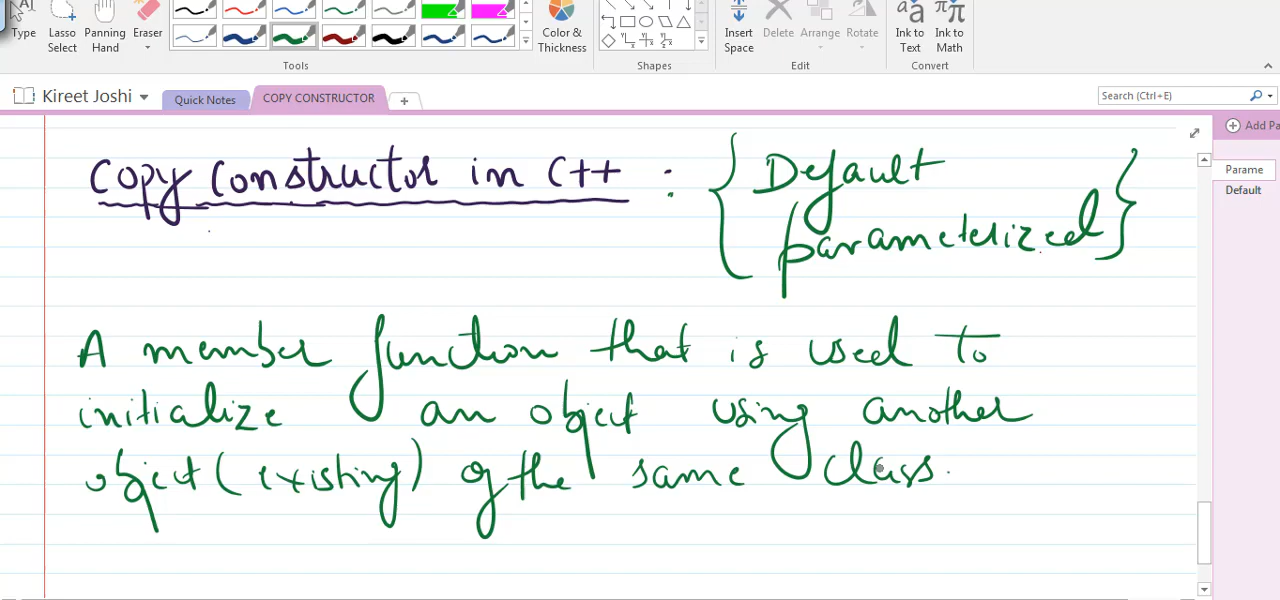 Type
Lasso
Select
Panning
Hand
Eraser
Color &
Thickness
Insert
Space
Delete
Arrange
Rotate
Ink to
Text
Ink to
Math
Tools
Shapes
Edit
Convert
Kireet Joshi
Quick Notes
COPY CONSTRUCTOR
+
Search (Ctrl+E)
Add Pa
Parame
Default
Copy Constructor in C++ : { Default
parameterized }
A member function that is used to
initialize an object using another
object (existing) of the same class.